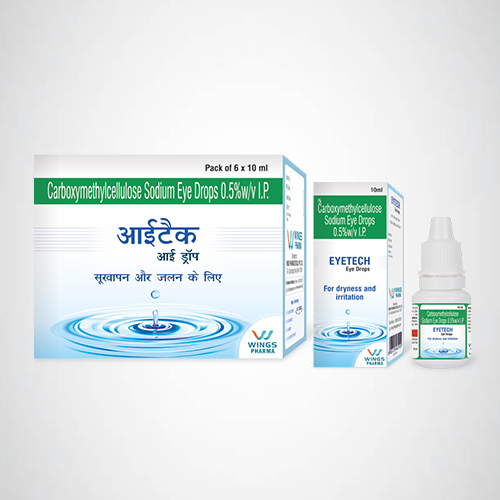 Pack of 6 x 10 ml
Carboxymethylcellulose Sodium Eye Drops 0.5%w/v I.P.
आईटैक
आई ड्रॉप
सूखापन और जलन के लिए
WINGS
PHARMA
WINGS
PHARMA
10ml
Carboxymethylcellulose
Sodium Eye Drops
0.5%w/v I.P.
EYETECH
Eye Drops
For dryness and
irritation
WINGS
PHARMA
Carboxymethylcellulose
Sodium Eye Drops 0.5%w/v I.P.
EYETECH
Eye Drops
For dryness and irritation